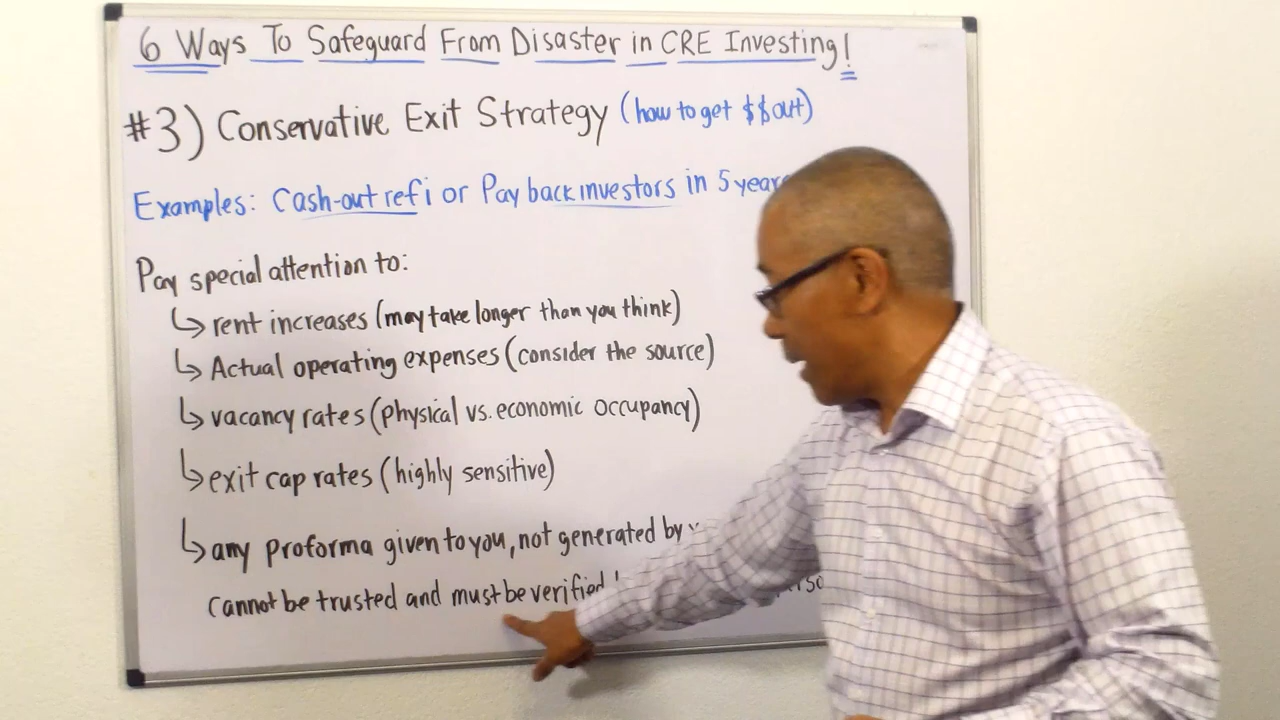 6 Ways To Safeguard From Disaster in CRE Investing!
#3) Conservative Exit Strategy (how to get $$out)
Examples: Cash-out refi or Pay back investors in 5 years
Pay special attention to:
↳ rent increases (may take longer than you think)
↳ Actual operating expenses (consider the source)
↳ vacancy rates (physical vs. economic occupancy)
↳ exit cap rates (highly sensitive)
↳ any proforma given to you, not generated by
cannot be trusted and must be verified